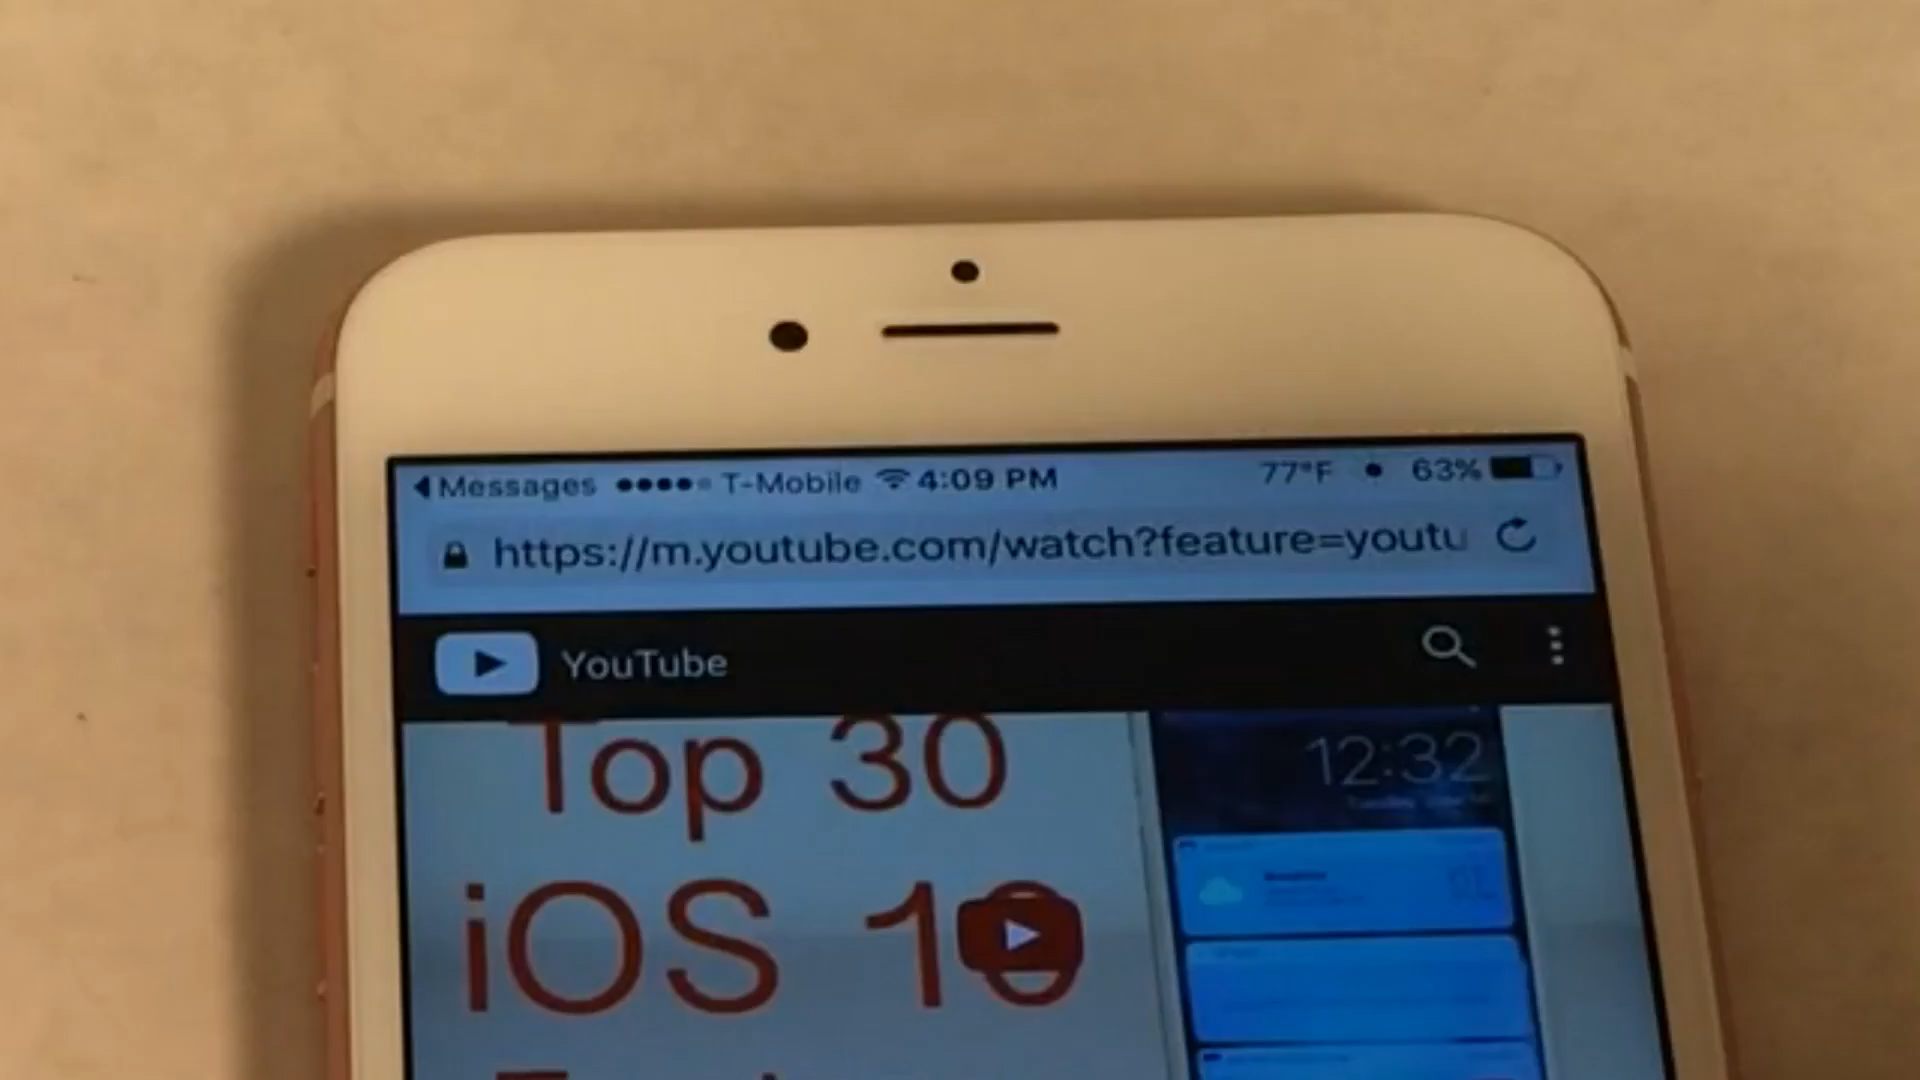 Messages T-Mobile 4:09 PM 77°F 63%
https://m.youtube.com/watch?feature=youtu
YouTube
Top 30
12:32
iOS 10